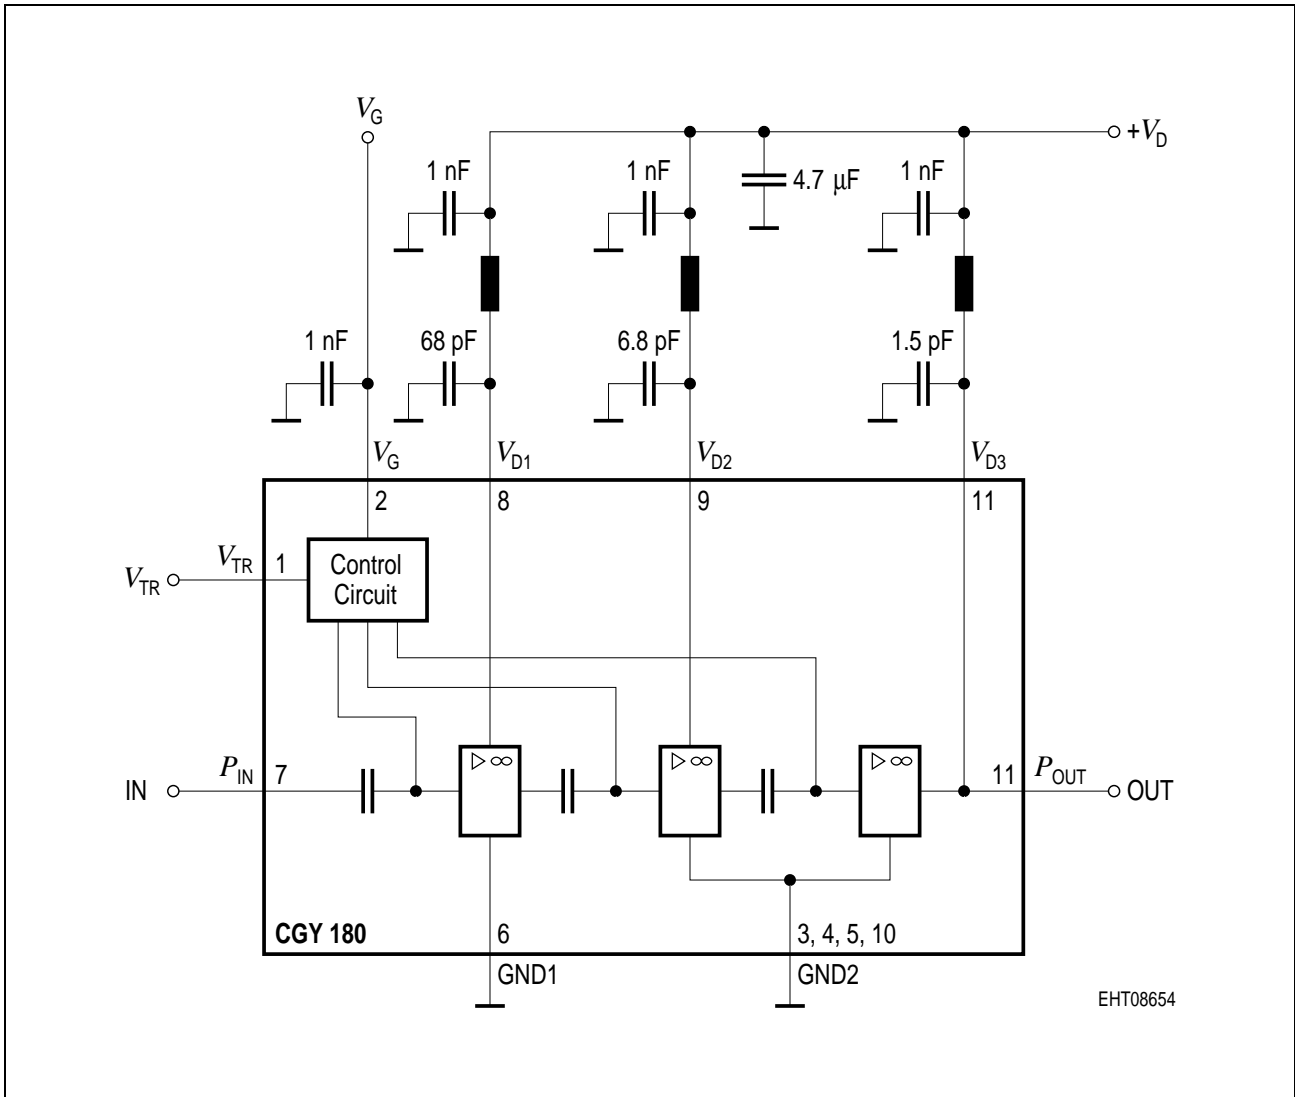 VG
+VD
1 nF
1 nF
4.7 µF
1 nF
1 nF
68 pF
6.8 pF
1.5 pF
VG
VD1
VD2
VD3
2
8
9
11
VTR
VTR
1
Control
Circuit
IN
PIN
7
▷ ∞
▷ ∞
▷ ∞
11
POUT
OUT
CGY 180
6
3, 4, 5, 10
GND1
GND2
EHT08654